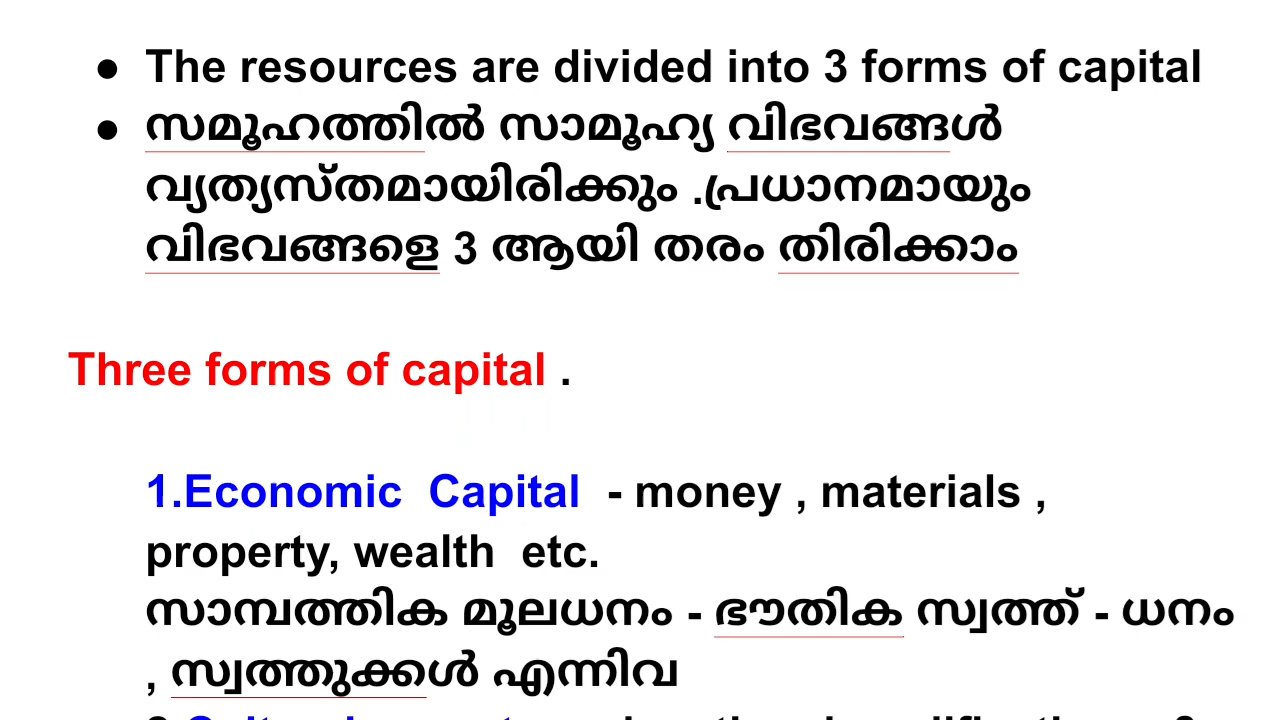 ● The resources are divided into 3 forms of capital
● സമൂഹത്തിൽ സാമൂഹ്യ വിഭവങ്ങൾ
വ്യത്യസ്തമായിരിക്കും .പ്രധാനമായും
വിഭവങ്ങളെ 3 ആയി തരം തിരിക്കാം
Three forms of capital .
1.Economic Capital - money , materials ,
property, wealth etc.
സാമ്പത്തിക മൂലധനം - ഭൗതിക സ്വത്ത് - ധനം
, സ്വത്തുക്കൾ എന്നിവ